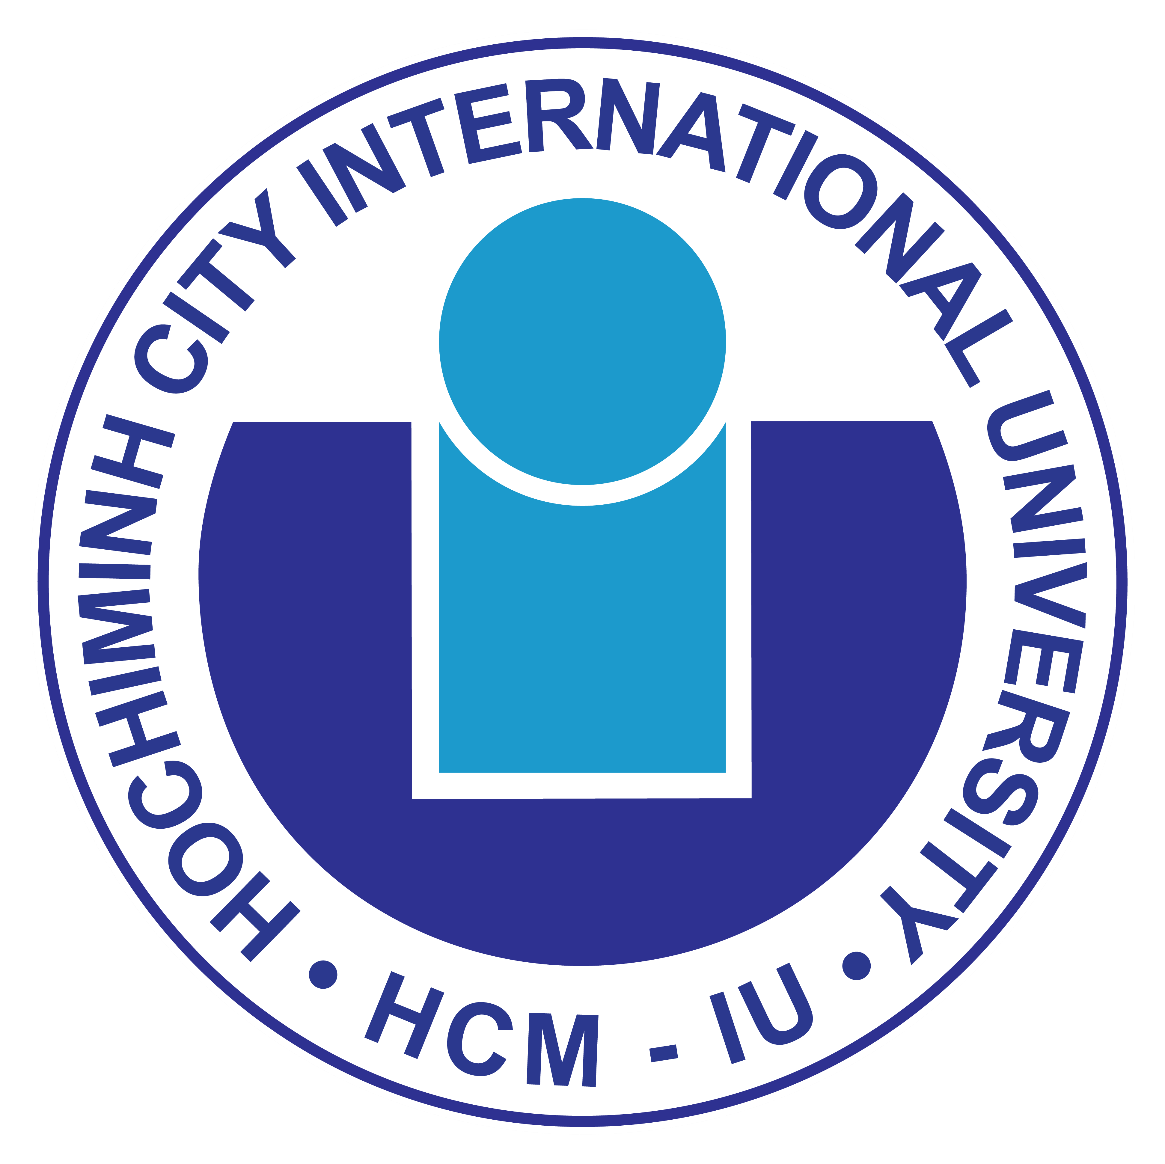 HOCHIMINH CITY INTERNATIONAL UNIVERSITY
• HCM - IU •